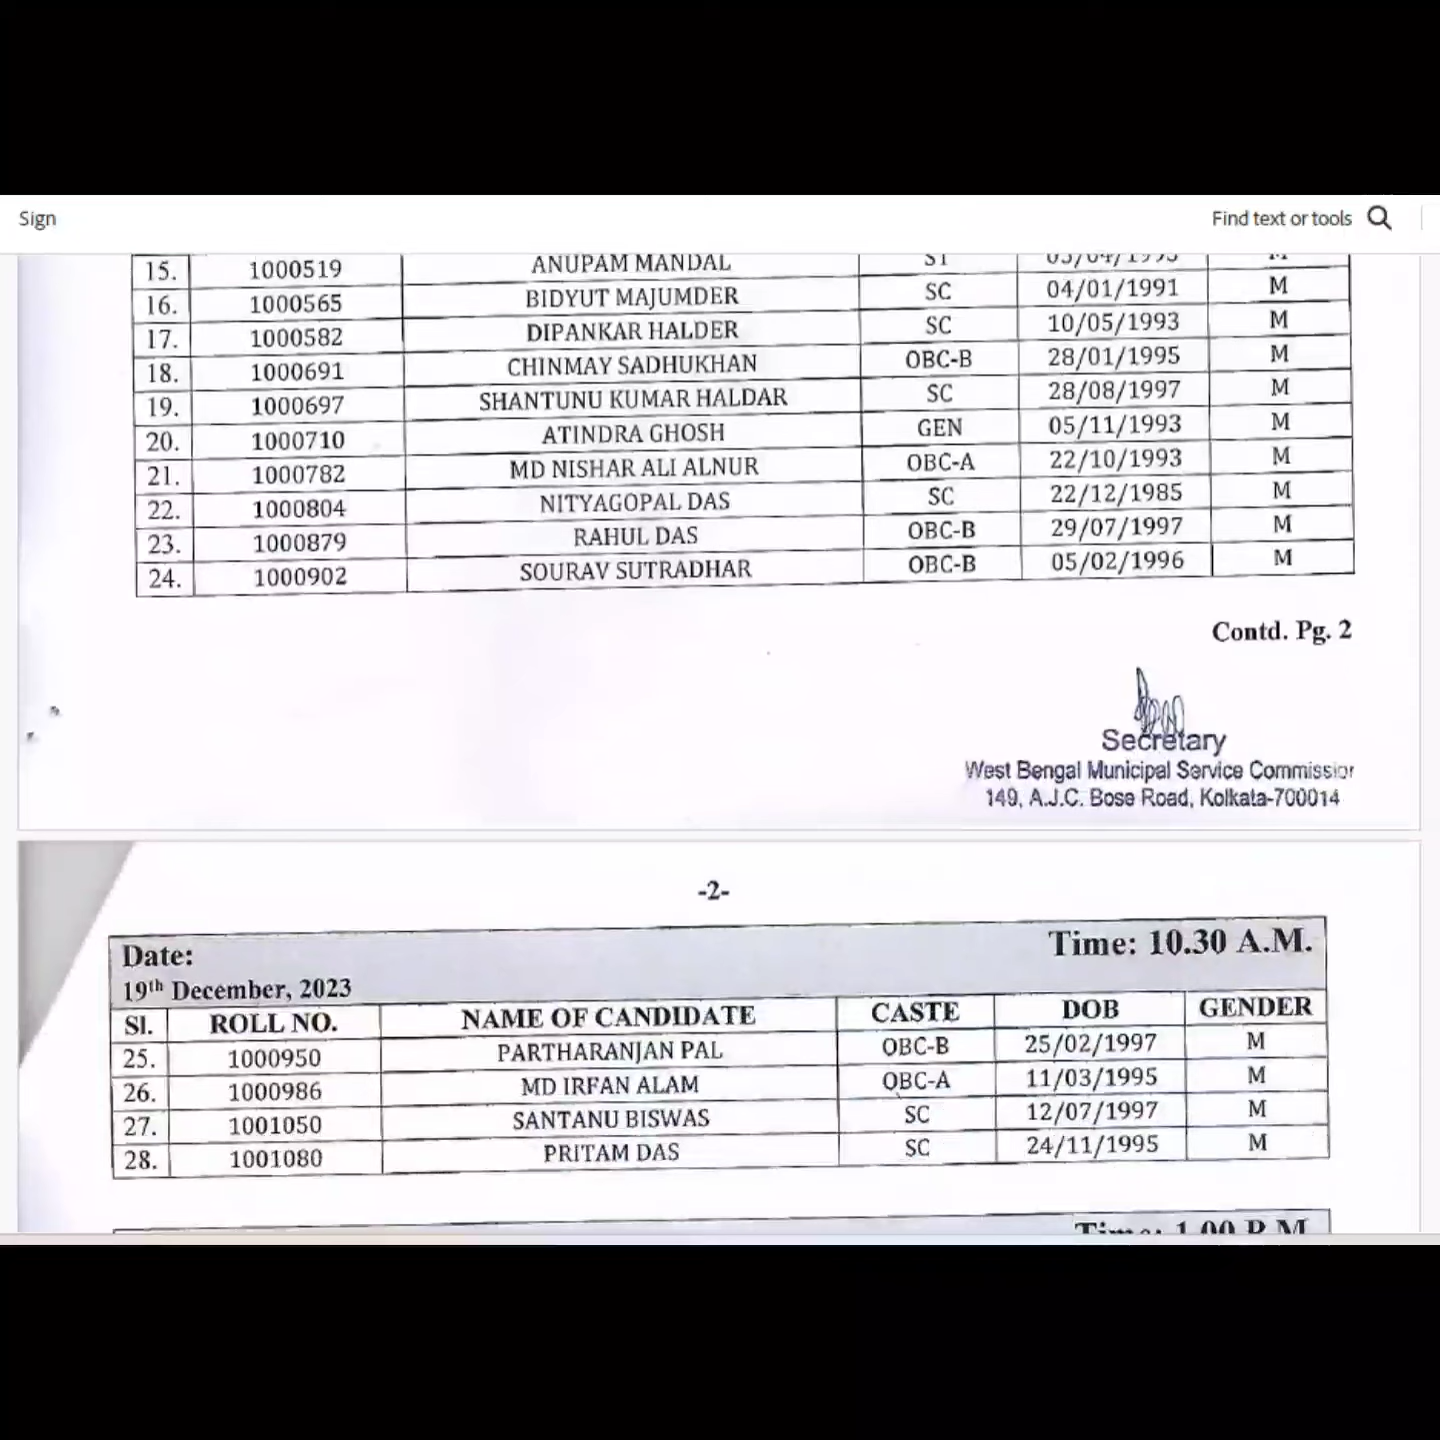 Sign Find text or tools
15. 1000519 ANUPAM MANDAL ST 03/04/1995 M
16. 1000565 BIDYUT MAJUMDER SC 04/01/1991 M
17. 1000582 DIPANKAR HALDER SC 10/05/1993 M
18. 1000691 CHINMAY SADHUKHAN OBC-B 28/01/1995 M
19. 1000697 SHANTUNU KUMAR HALDAR SC 28/08/1997 M
20. 1000710 ATINDRA GHOSH GEN 05/11/1993 M
21. 1000782 MD NISHAR ALI ALNUR OBC-A 22/10/1993 M
22. 1000804 NITYAGOPAL DAS SC 22/12/1985 M
23. 1000879 RAHUL DAS OBC-B 29/07/1997 M
24. 1000902 SOURAV SUTRADHAR OBC-B 05/02/1996 M
Contd. Pg. 2
Secretary
West Bengal Municipal Service Commission
149, A.J.C. Bose Road, Kolkata-700014
-2-
Date: Time: 10.30 A.M.
19th December, 2023
Sl. ROLL NO. NAME OF CANDIDATE CASTE DOB GENDER
25. 1000950 PARTHARANJAN PAL OBC-B 25/02/1997 M
26. 1000986 MD IRFAN ALAM OBC-A 11/03/1995 M
27. 1001050 SANTANU BISWAS SC 12/07/1997 M
28. 1001080 PRITAM DAS SC 24/11/1995 M
Time: 1.00 P.M.